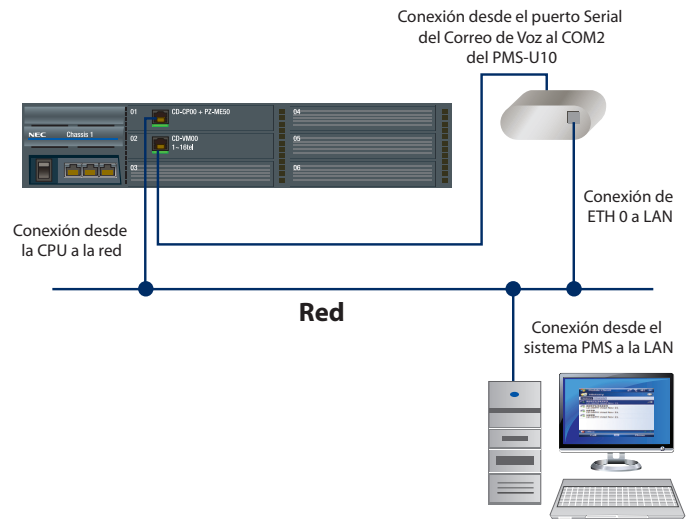 Conexión desde el puerto Serial
del Correo de Voz al COM2
del PMS-U10
01
CD-CP00 + PZ-ME50
04
NEC
Chassis 1
02
CD-VM00
1~16tel
05
03
06
Conexión desde
la CPU a la red
Conexión de
ETH 0 a LAN
Red
Conexión desde el
sistema PMS a la LAN